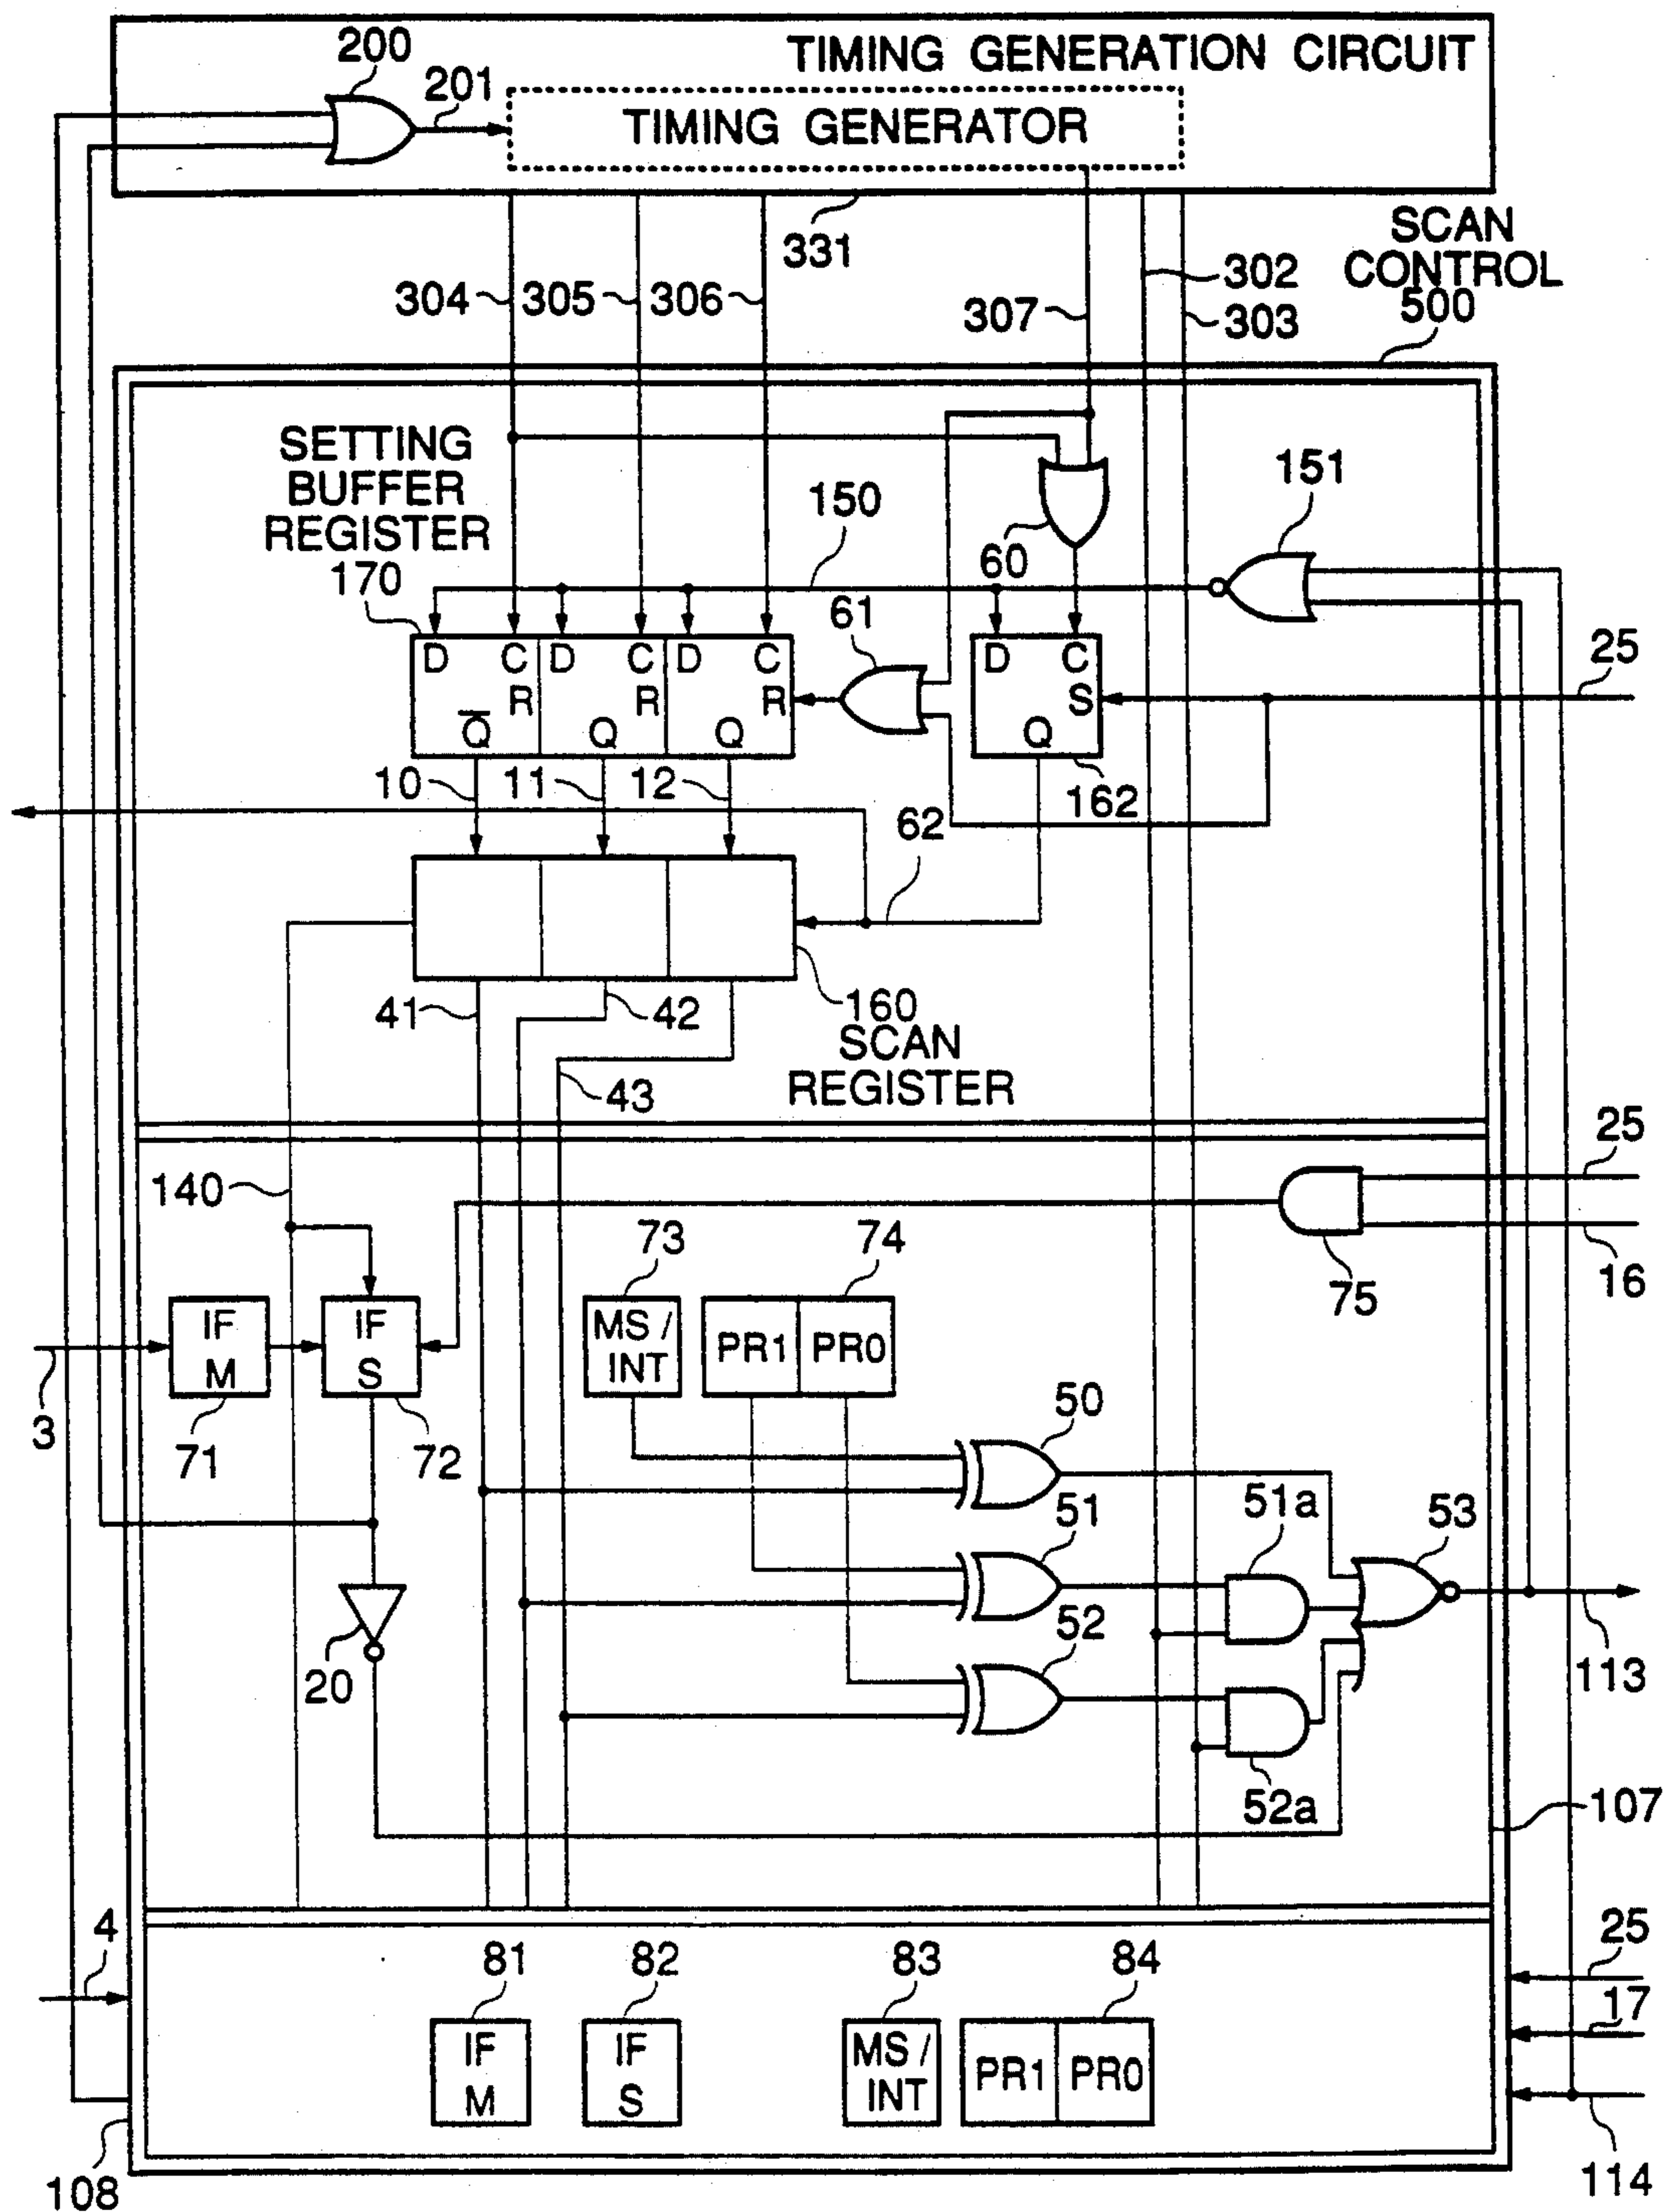 200
TIMING GENERATION CIRCUIT
201
TIMING GENERATOR
331
SCAN
CONTROL
500
304
305
306
307
302
303
SETTING
BUFFER
REGISTER
170
150
60
151
61
25
D C D C D C
R R R
Q̅ Q Q
D C
S
Q
10
11
12
162
62
41
42
160
SCAN
REGISTER
43
25
140
73
74
75
16
IF
M
IF
S
MS/
INT
PR1 PR0
3
71
72
50
51
51a
53
52
20
113
52a
107
4
81
82
83
84
25
17
IF
M
IF
S
MS/
INT
PR1 PR0
108
114